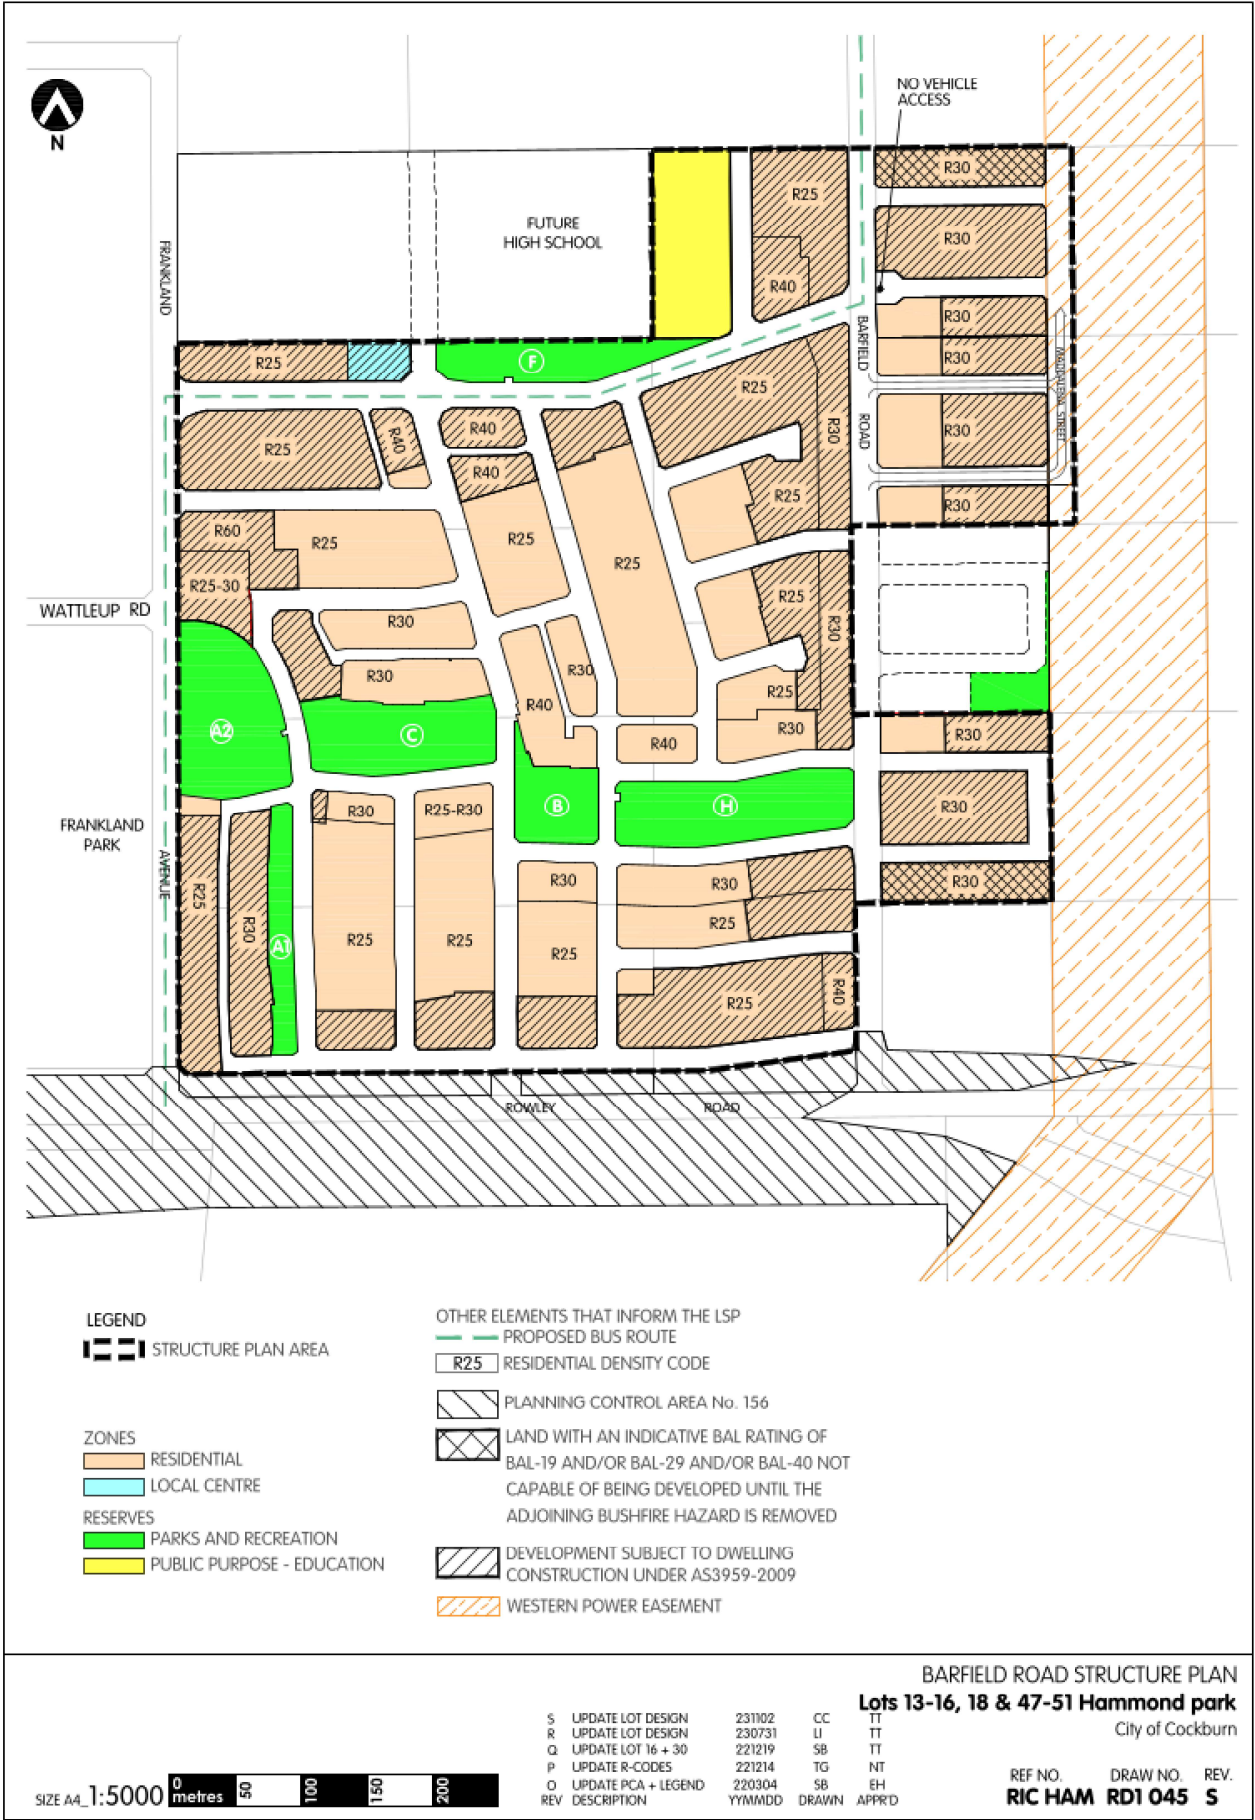 N
NO VEHICLE
ACCESS
FUTURE
HIGH SCHOOL
FRANKLAND
R25
R40
R30
R30
R30
R30
R30
R30
BARFIELD
ROAD
MADDALENA STREET
R25
F
R25
R30
R25
R40
R40
R40
R25
R60
R25
R25-30
R25
R25
R25
R30
WATTLEUP RD
R30
R30
R30
R40
R25
R30
R40
A2
C
R30
B
H
R30
R30
FRANKLAND
PARK
AVENUE
R25
R30
A1
R30
R25-R30
R30
R30
R25
R25
R25
R25
R25
R40
ROWLEY
ROAD
LEGEND
STRUCTURE PLAN AREA
ZONES
RESIDENTIAL
LOCAL CENTRE
RESERVES
PARKS AND RECREATION
PUBLIC PURPOSE - EDUCATION
OTHER ELEMENTS THAT INFORM THE LSP
PROPOSED BUS ROUTE
R25 RESIDENTIAL DENSITY CODE
PLANNING CONTROL AREA No. 156
LAND WITH AN INDICATIVE BAL RATING OF
BAL-19 AND/OR BAL-29 AND/OR BAL-40 NOT
CAPABLE OF BEING DEVELOPED UNTIL THE
ADJOINING BUSHFIRE HAZARD IS REMOVED
DEVELOPMENT SUBJECT TO DWELLING
CONSTRUCTION UNDER AS3959-2009
WESTERN POWER EASEMENT
BARFIELD ROAD STRUCTURE PLAN
Lots 13-16, 18 & 47-51 Hammond park
City of Cockburn
S UPDATE LOT DESIGN 231102 CC TT
R UPDATE LOT DESIGN 230731 LI TT
Q UPDATE LOT 16 + 30 221219 SB TT
P UPDATE R-CODES 221214 TG NT
O UPDATE PCA + LEGEND 220304 SB EH
REV DESCRIPTION YYMMDD DRAWN APPR'D
REF NO. DRAW NO. REV.
RIC HAM RD1 045 S
SIZE A4_1:5000
0 50 100 150 200
metres